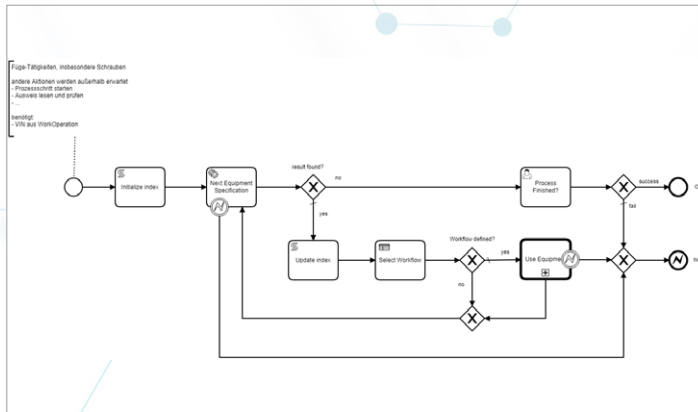 Füge-Tätigkeiten, insbesondere Schrauben
andere Aktionen werden außerhalb erwartet
- Prozessschritt starten
- Ausweis lesen und prüfen
- ...
benötigt:
- VIN aus WorkOperation
Initialize index
Next Equipment
Specification
result found?
no
yes
Process
Finished?
success
fail
Update index
Select Workflow
Workflow defined?
yes
no
Use Equipme